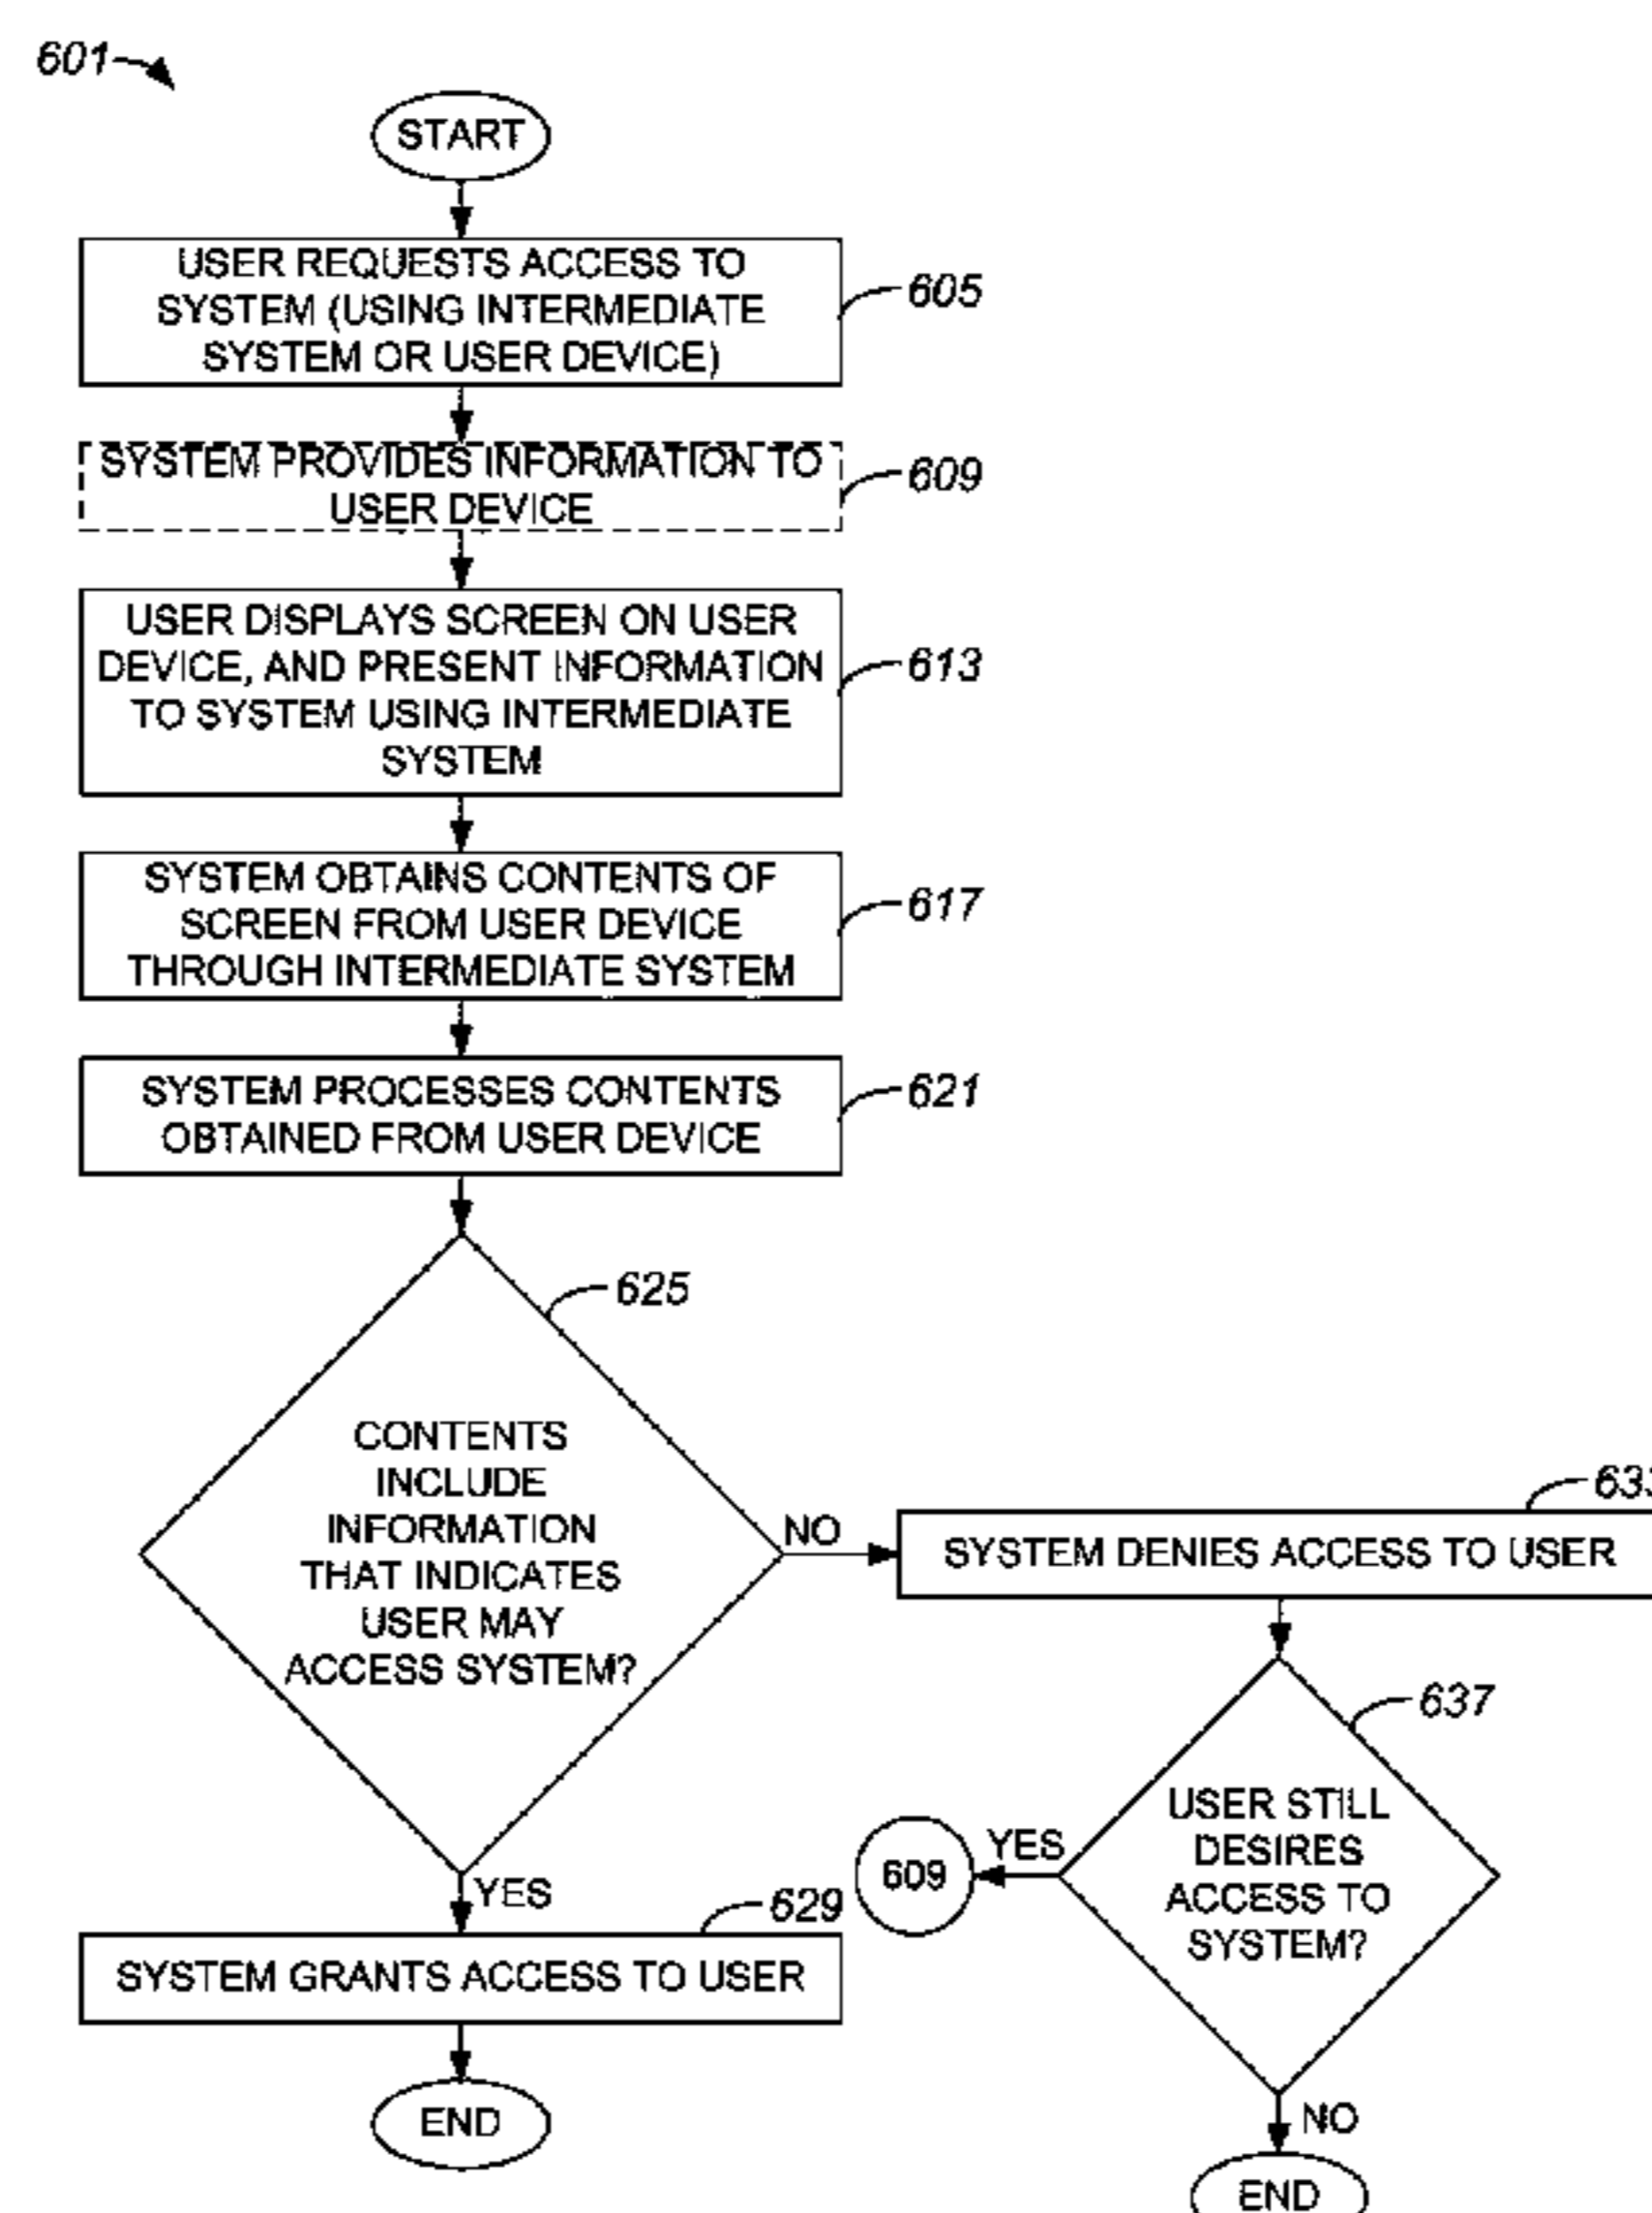 601
START
USER REQUESTS ACCESS TO
SYSTEM (USING INTERMEDIATE
SYSTEM OR USER DEVICE)
605
SYSTEM PROVIDES INFORMATION TO
USER DEVICE
609
USER DISPLAYS SCREEN ON USER
DEVICE, AND PRESENT INFORMATION
TO SYSTEM USING INTERMEDIATE
SYSTEM
613
SYSTEM OBTAINS CONTENTS OF
SCREEN FROM USER DEVICE
THROUGH INTERMEDIATE SYSTEM
617
SYSTEM PROCESSES CONTENTS
OBTAINED FROM USER DEVICE
621
625
CONTENTS
INCLUDE
INFORMATION
THAT INDICATES
USER MAY
ACCESS SYSTEM?
NO
633
SYSTEM DENIES ACCESS TO USER
637
USER STILL
DESIRES
ACCESS TO
SYSTEM?
YES
609
YES
629
SYSTEM GRANTS ACCESS TO USER
END
NO
END